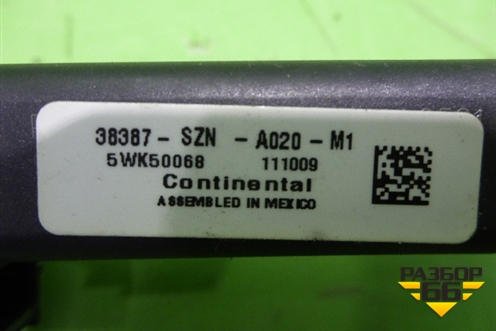 38387- SZN - A020 - M1
5WK50068 111009
Continental
ASSEMBLED IN MEXICO
РАЗБОР
66